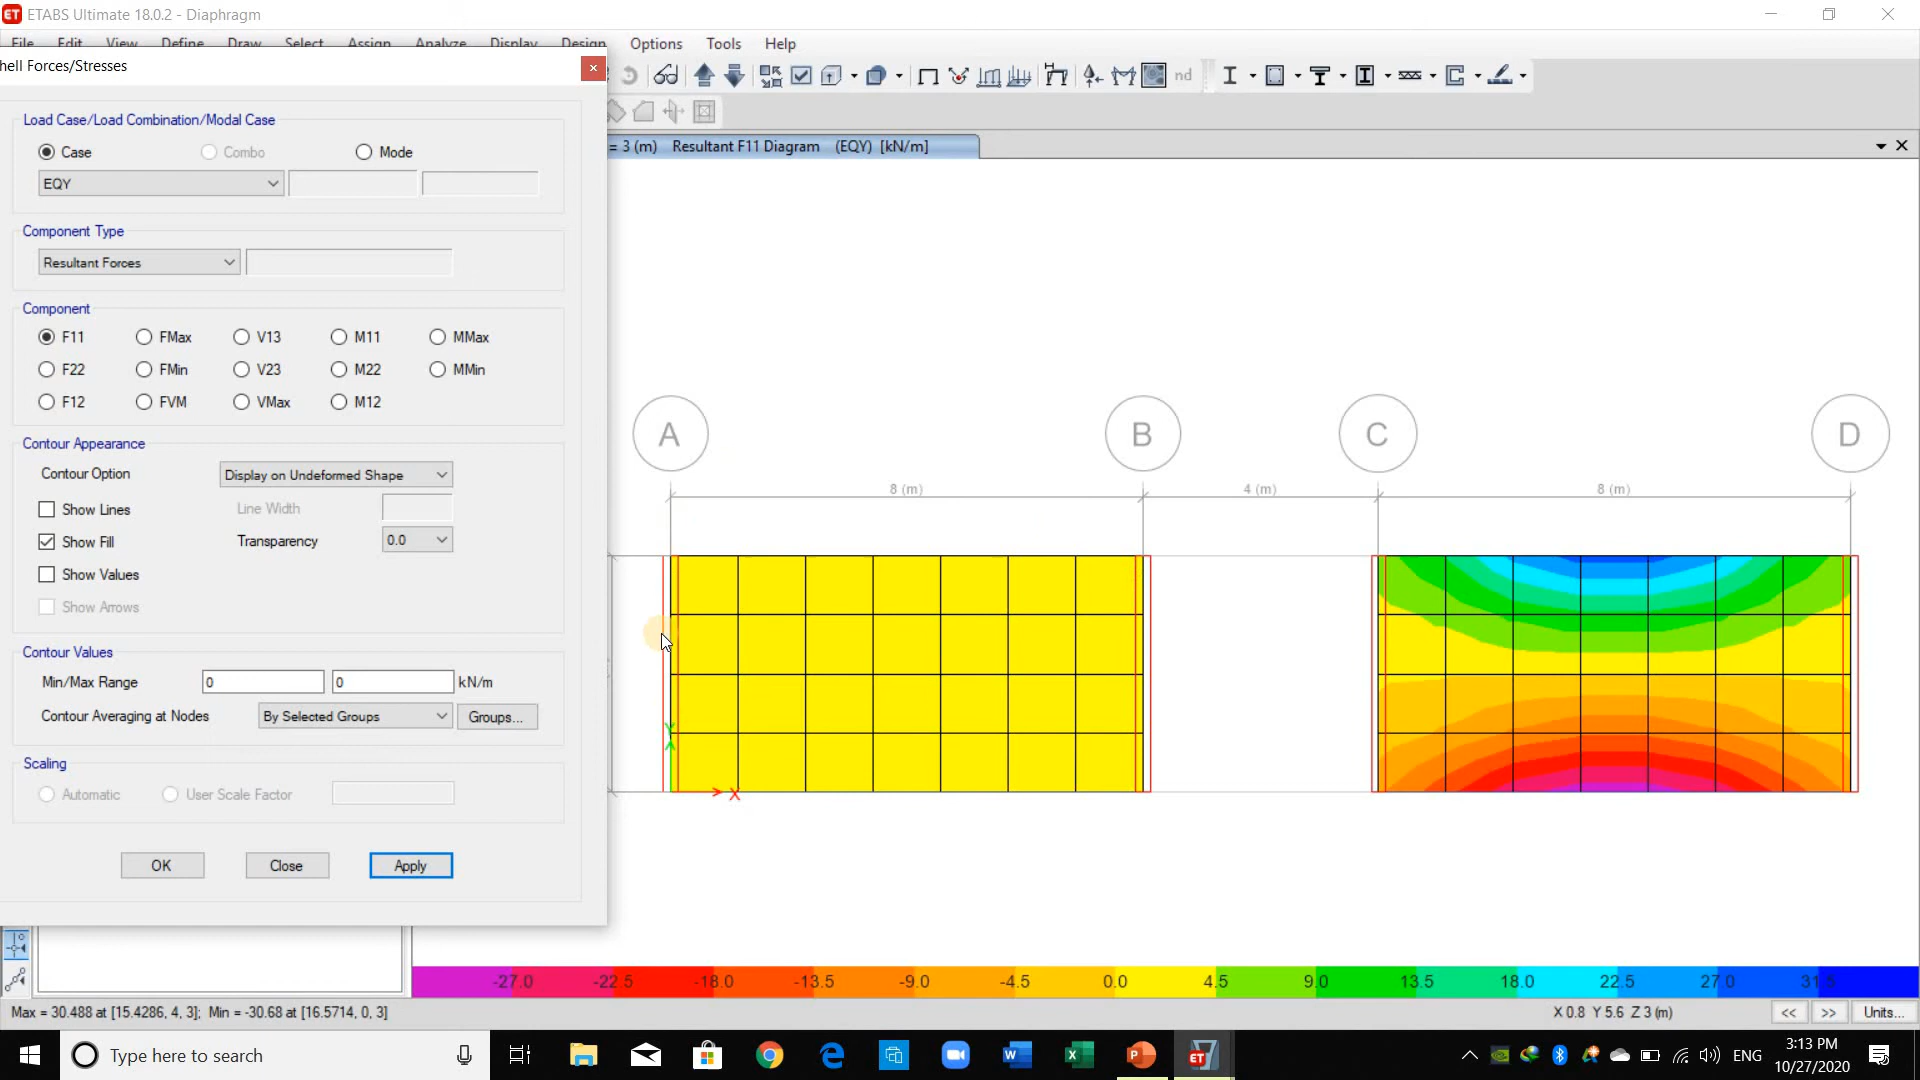 ET ETABS Ultimate 18.0.2 - Diaphragm
File Edit View Define Draw Select Assign Analyze Display Design Options Tools Help
hell Forces/Stresses
nd
= 3 (m) Resultant F11 Diagram (EQY) [kN/m]
Load Case/Load Combination/Modal Case
Case Combo Mode
EQY
Component Type
Resultant Forces
Component
F11 FMax V13 M11 MMax
F22 FMin V23 M22 MMin
F12 FVM VMax M12
Contour Appearance
Contour Option Display on Undeformed Shape
Show Lines Line Width
Show Fill Transparency 0.0
Show Values
Show Arrows
Contour Values
Min/Max Range 0 0 kN/m
Contour Averaging at Nodes By Selected Groups Groups...
Scaling
Automatic User Scale Factor
OK Close Apply
A B C D
8 (m) 4 (m) 8 (m)
Y
X
-27.0 -22.5 -18.0 -13.5 -9.0 -4.5 0.0 4.5 9.0 13.5 18.0 22.5 27.0 31.5
Max = 30.488 at [15.4286, 4, 3]; Min = -30.68 at [16.5714, 0, 3]
X 0.8 Y 5.6 Z 3 (m)
<< >> Units...
Type here to search
ENG
3:13 PM
10/27/2020